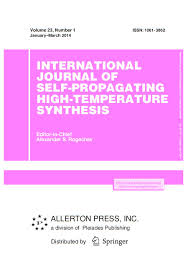 Volume 23, Number 1
January–March 2014
ISSN: 1061-3862
INTERNATIONAL
JOURNAL OF
SELF-PROPAGATING
HIGH-TEMPERATURE
SYNTHESIS
Editor-in-Chief
Alexander S. Rogachev
ALLERTON PRESS, INC.
a division of Pleiades Publishing
Distributed by Springer